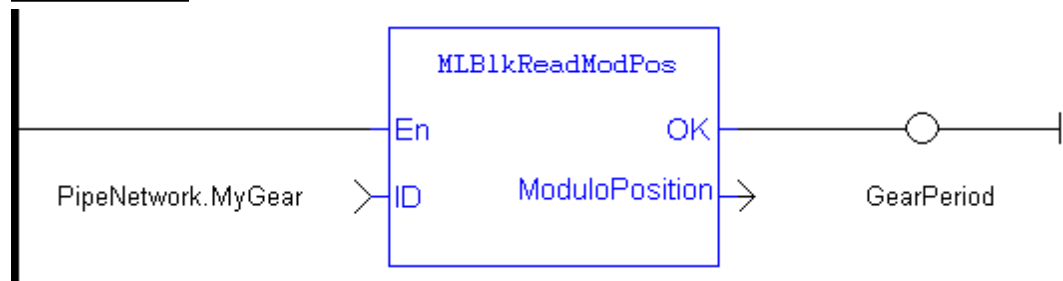 MLBlkReadModPos
En OK
PipeNetwork.MyGear ID ModuloPosition GearPeriod